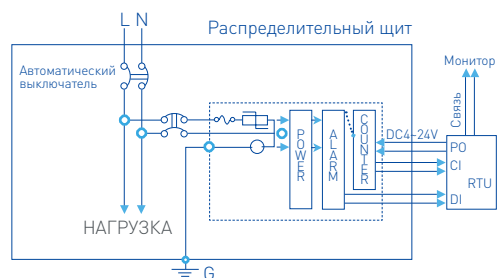 L N
Распределительный щит
Автоматический
выключатель
Монитор
Связь
DC4~24V
POWER
ALARM
COUNTER
PO
CI
RTU
DI
НАГРУЗКА
G